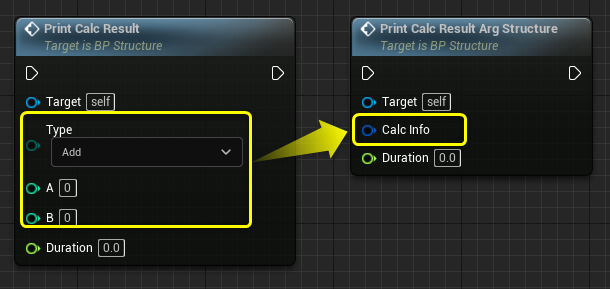 Print Calc Result
Target is BP Structure
Target self
Type
Add
A 0
B 0
Duration 0.0
Print Calc Result Arg Structure
Target is BP Structure
Target self
Calc Info
Duration 0.0